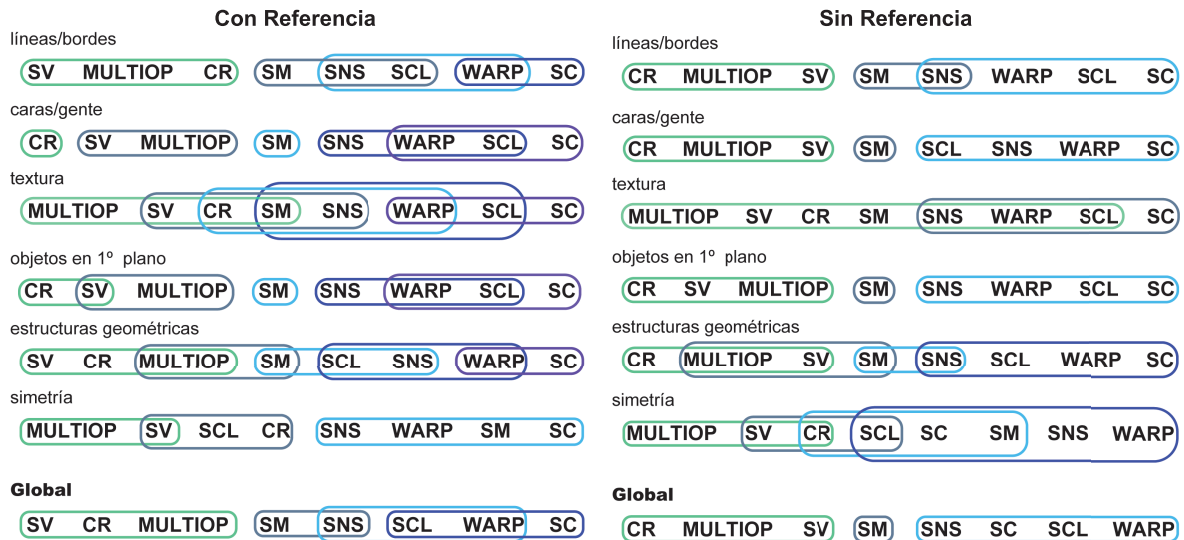 Con Referencia
líneas/bordes
SV MULTIOP CR SM SNS SCL WARP SC
caras/gente
CR SV MULTIOP SM SNS WARP SCL SC
textura
MULTIOP SV CR SM SNS WARP SCL SC
objetos en 1º plano
CR SV MULTIOP SM SNS WARP SCL SC
estructuras geométricas
SV CR MULTIOP SM SCL SNS WARP SC
simetría
MULTIOP SV SCL CR SNS WARP SM SC
Global
SV CR MULTIOP SM SNS SCL WARP SC
Sin Referencia
líneas/bordes
CR MULTIOP SV SM SNS WARP SCL SC
caras/gente
CR MULTIOP SV SM SCL SNS WARP SC
textura
MULTIOP SV CR SM SNS WARP SCL SC
objetos en 1º plano
CR SV MULTIOP SM SNS WARP SCL SC
estructuras geométricas
CR MULTIOP SV SM SNS SCL WARP SC
simetría
MULTIOP SV CR SCL SC SM SNS WARP
Global
CR MULTIOP SV SM SNS SC SCL WARP